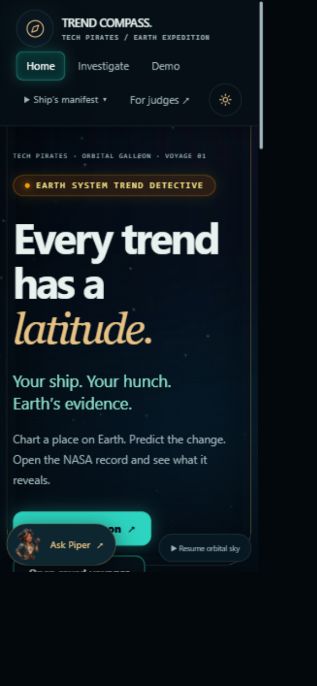 TREND COMPASS.
TECH PIRATES / EARTH EXPEDITION
Home Investigate Demo
▶ Ship's manifest ▾ For judges ↗
TECH PIRATES · ORBITAL GALLEON · VOYAGE 01
EARTH SYSTEM TREND DETECTIVE
Every trend
has a
latitude.
Your ship. Your hunch.
Earth's evidence.
Chart a place on Earth. Predict the change.
Open the NASA record and see what it
reveals.
↗
Ask Piper ↗
▶ Resume orbital sky